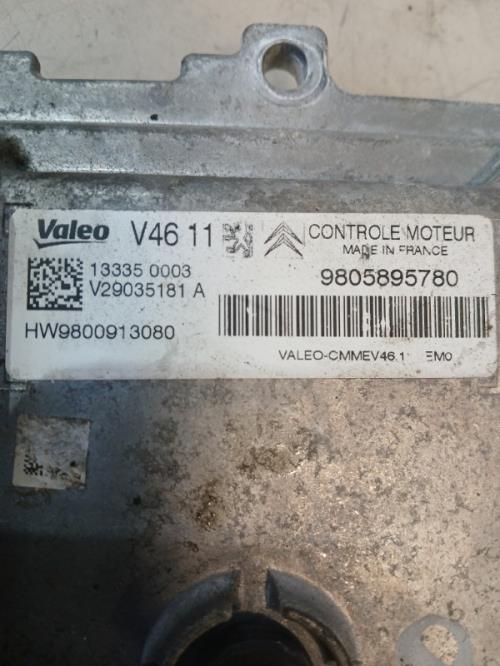 Valeo V46 11 CONTROLE MOTEUR
MADE IN FRANCE
13335 0003 9805895780
V29035181 A
HW9800913080
VALEO-CMMEV46.1 EM0